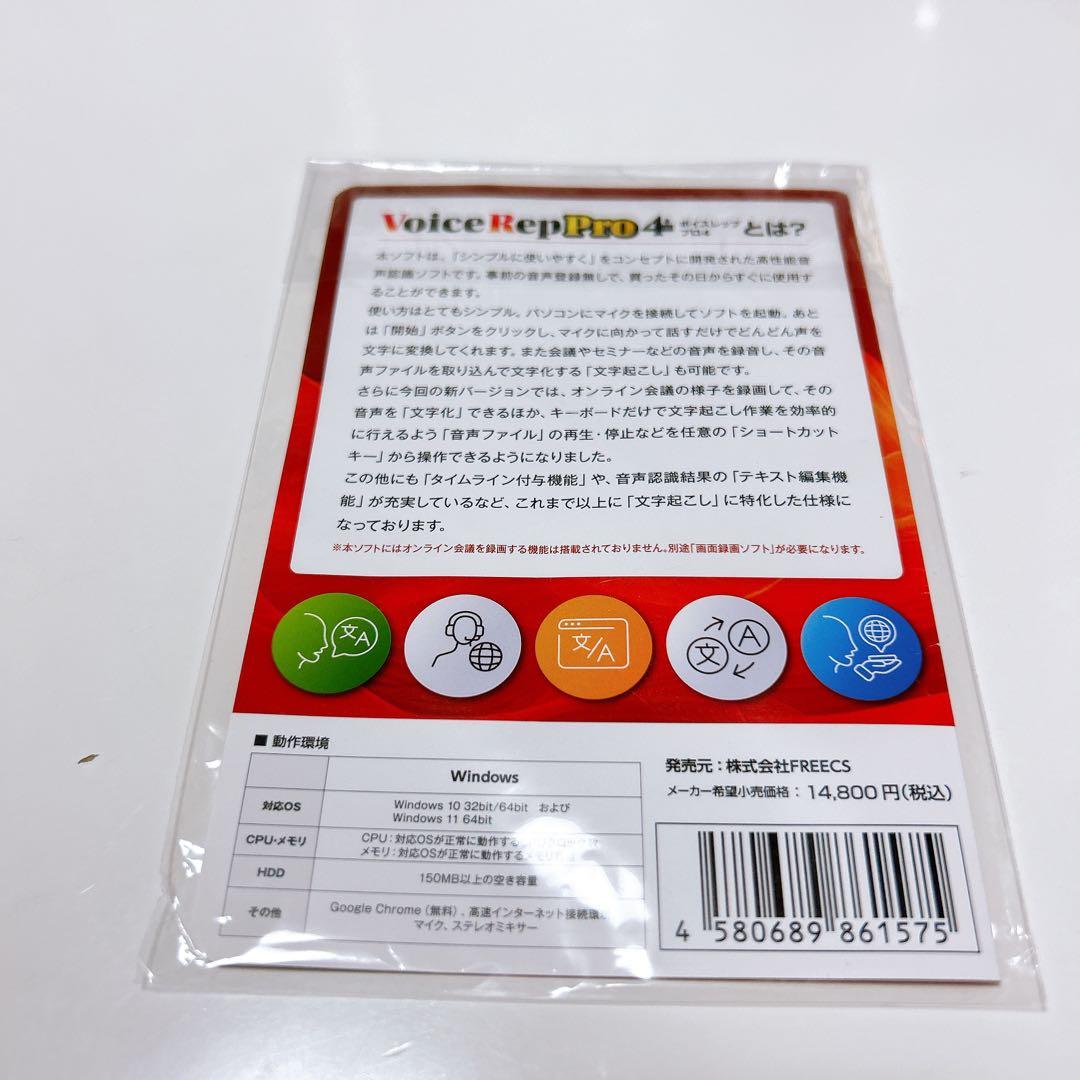 Voice Rep Pro 4 ボイスレップ プロ4 とは?
本ソフトは、「シンプルに使いやすく」をコンセプトに開発された高性能音
声認識ソフトです。事前の音声登録無しで、買ったその日からすぐに使用す
ることができます。
使い方はとてもシンプル。パソコンにマイクを接続してソフトを起動。あと
は「開始」ボタンをクリックし、マイクに向かって話すだけでどんどん声を
文字に変換してくれます。また会議やセミナーなどの音声を録音し、その音
声ファイルを取り込んで文字化する「文字起こし」も可能です。
さらに今回の新バージョンでは、オンライン会議の様子を録画して、その
音声を「文字化」できるほか、キーボードだけで文字起こし作業を効率的
に行えるよう「音声ファイル」の再生・停止などを任意の「ショートカット
キー」から操作できるようになりました。
この他にも「タイムライン付与機能」や、音声認識結果の「テキスト編集機
能」が充実しているなど、これまで以上に「文字起こし」に特化した仕様に
なっております。
※本ソフトにはオンライン会議を録画する機能は搭載されておりません。別途「画面録画ソフト」が必要になります。
文A
文/A
文 A
■ 動作環境
Windows
対応OS Windows 10 32bit/64bit および
Windows 11 64bit
CPU・メモリ CPU:対応OSが正常に動作する
メモリ:対応OSが正常に動作する
HDD 150MB以上の空き容量
その他 Google Chrome(無料)、高速インターネット接続環
マイク、ステレオミキサー
発売元:株式会社FREECS
メーカー希望小売価格: 14,800円(税込)
4 580689 861575